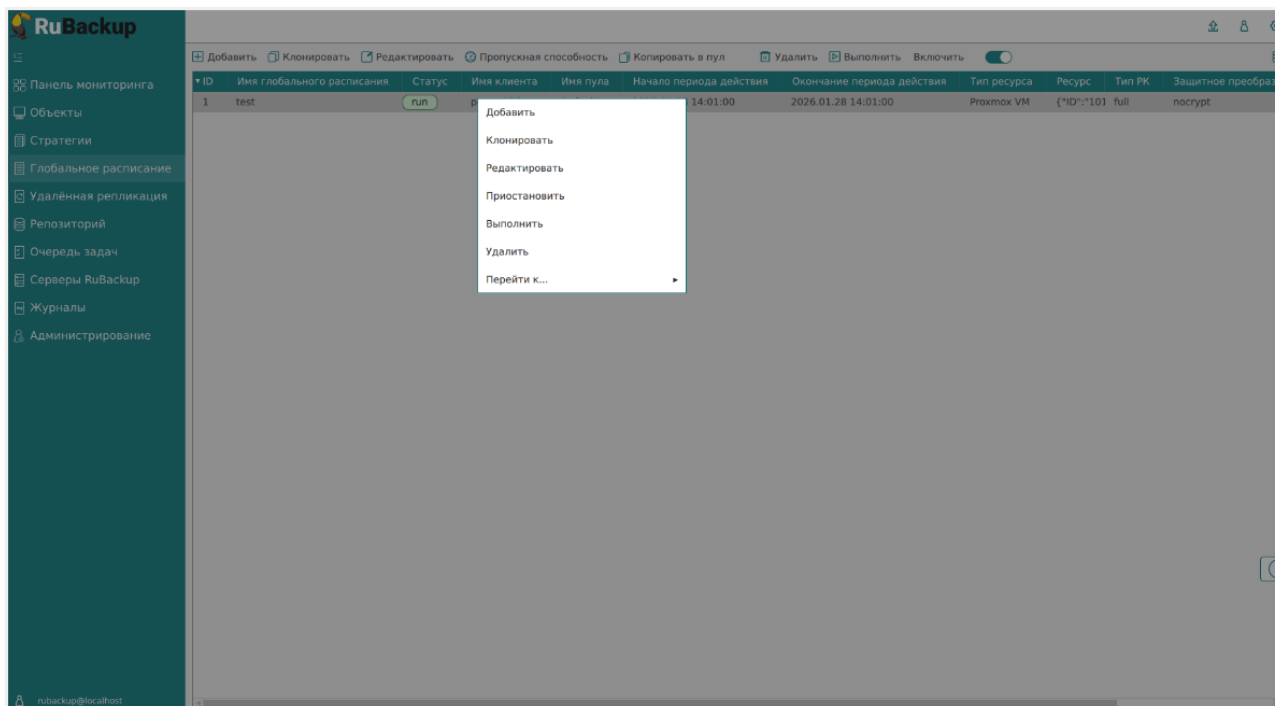 RuBackup
Добавить Клонировать Редактировать Пропускная способность Копировать в пул Удалить Выполнить Включить
Панель мониторинга
Объекты
Стратегии
Глобальное расписание
Удалённая репликация
Репозиторий
Очередь задач
Серверы RuBackup
Журналы
Администрирование
ID Имя глобального расписания Статус Имя клиента Имя пула Начало периода действия Окончание периода действия Тип ресурса Ресурс Тип РК Защитное преобраз
1 test run p 14:01:00 2026.01.28 14:01:00 Proxmox VM {"ID":"101 full nocrypt
Добавить
Клонировать
Редактировать
Приостановить
Выполнить
Удалить
Перейти к...
rubackup@localhost